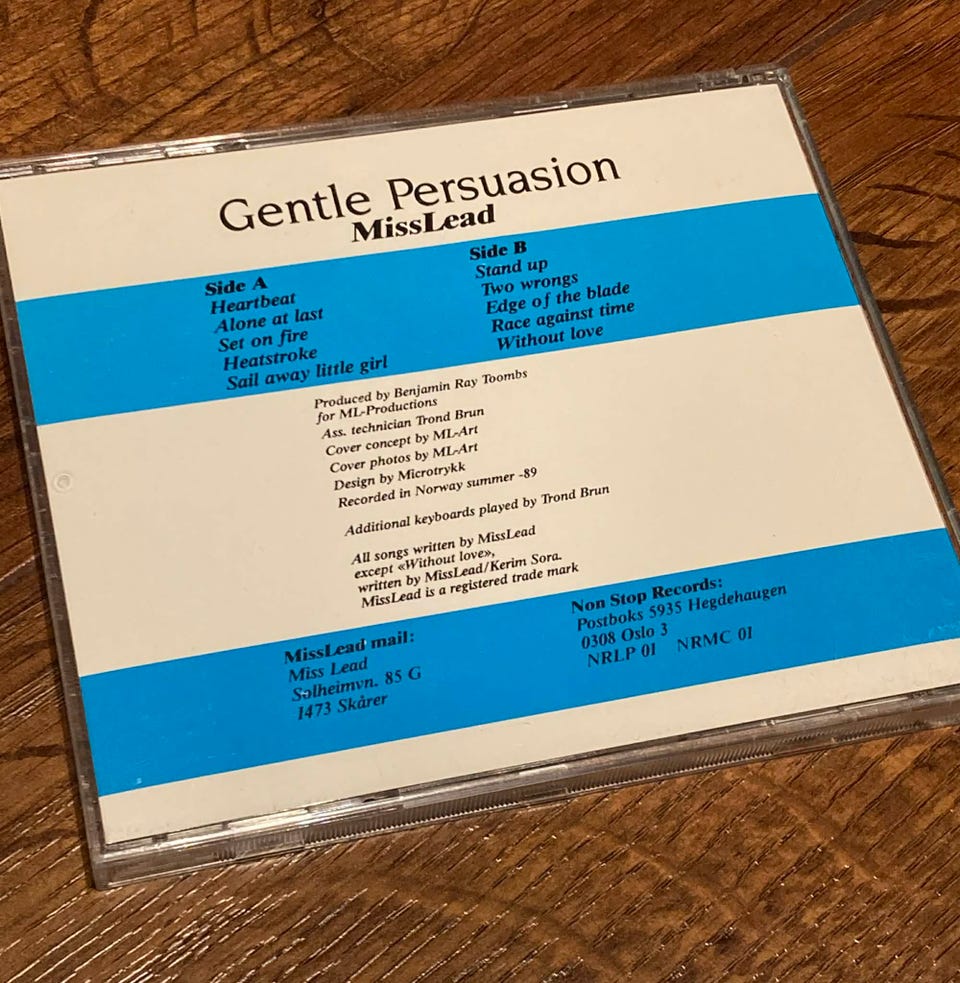 Gentle Persuasion
MissLead
Side A
Heartbeat
Alone at last
Set on fire
Heatstroke
Sail away little girl
Side B
Stand up
Two wrongs
Edge of the blade
Race against time
Without love
Produced by Benjamin Ray Toombs
for ML-Productions
Ass. technician Trond Brun
Cover concept by ML-Art
Cover photos by ML-Art
Design by Microtrykk
Recorded in Norway summer -89
Additional keyboards played by Trond Brun
All songs written by MissLead
except «Without love»,
written by MissLead/Kerim Sora.
MissLead is a registered trade mark
MissLead mail:
Miss Lead
Solheimvn. 85 G
1473 Skårer
Non Stop Records:
Postboks 5935 Hegdehaugen
0308 Oslo 3
NRLP 01 NRMC 01